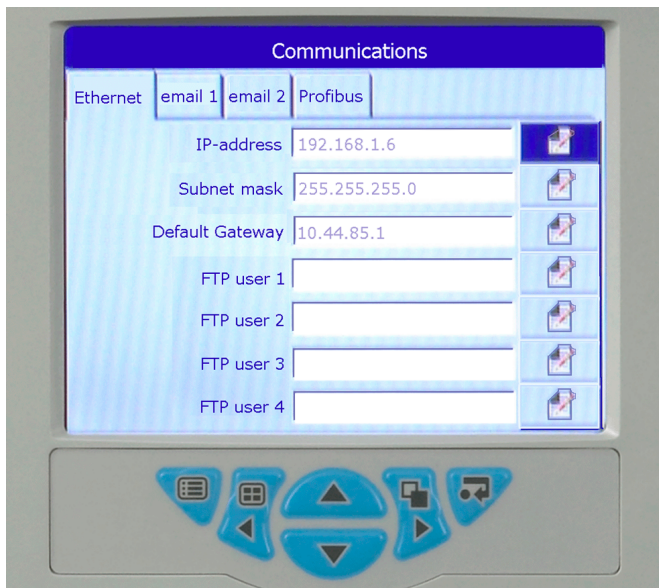 Communications
Ethernet email 1 email 2 Profibus
IP-address 192.168.1.6
Subnet mask 255.255.255.0
Default Gateway 10.44.85.1
FTP user 1
FTP user 2
FTP user 3
FTP user 4